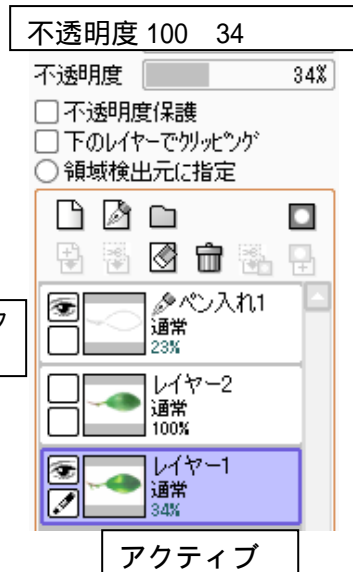 不透明度 100　34
不透明度 34%
不透明度保護
下のレイヤーでクリッピング
領域検出元に指定
ペン入れ1
通常
23%
ク
レイヤー2
通常
100%
レイヤー1
通常
34%
アクティブ